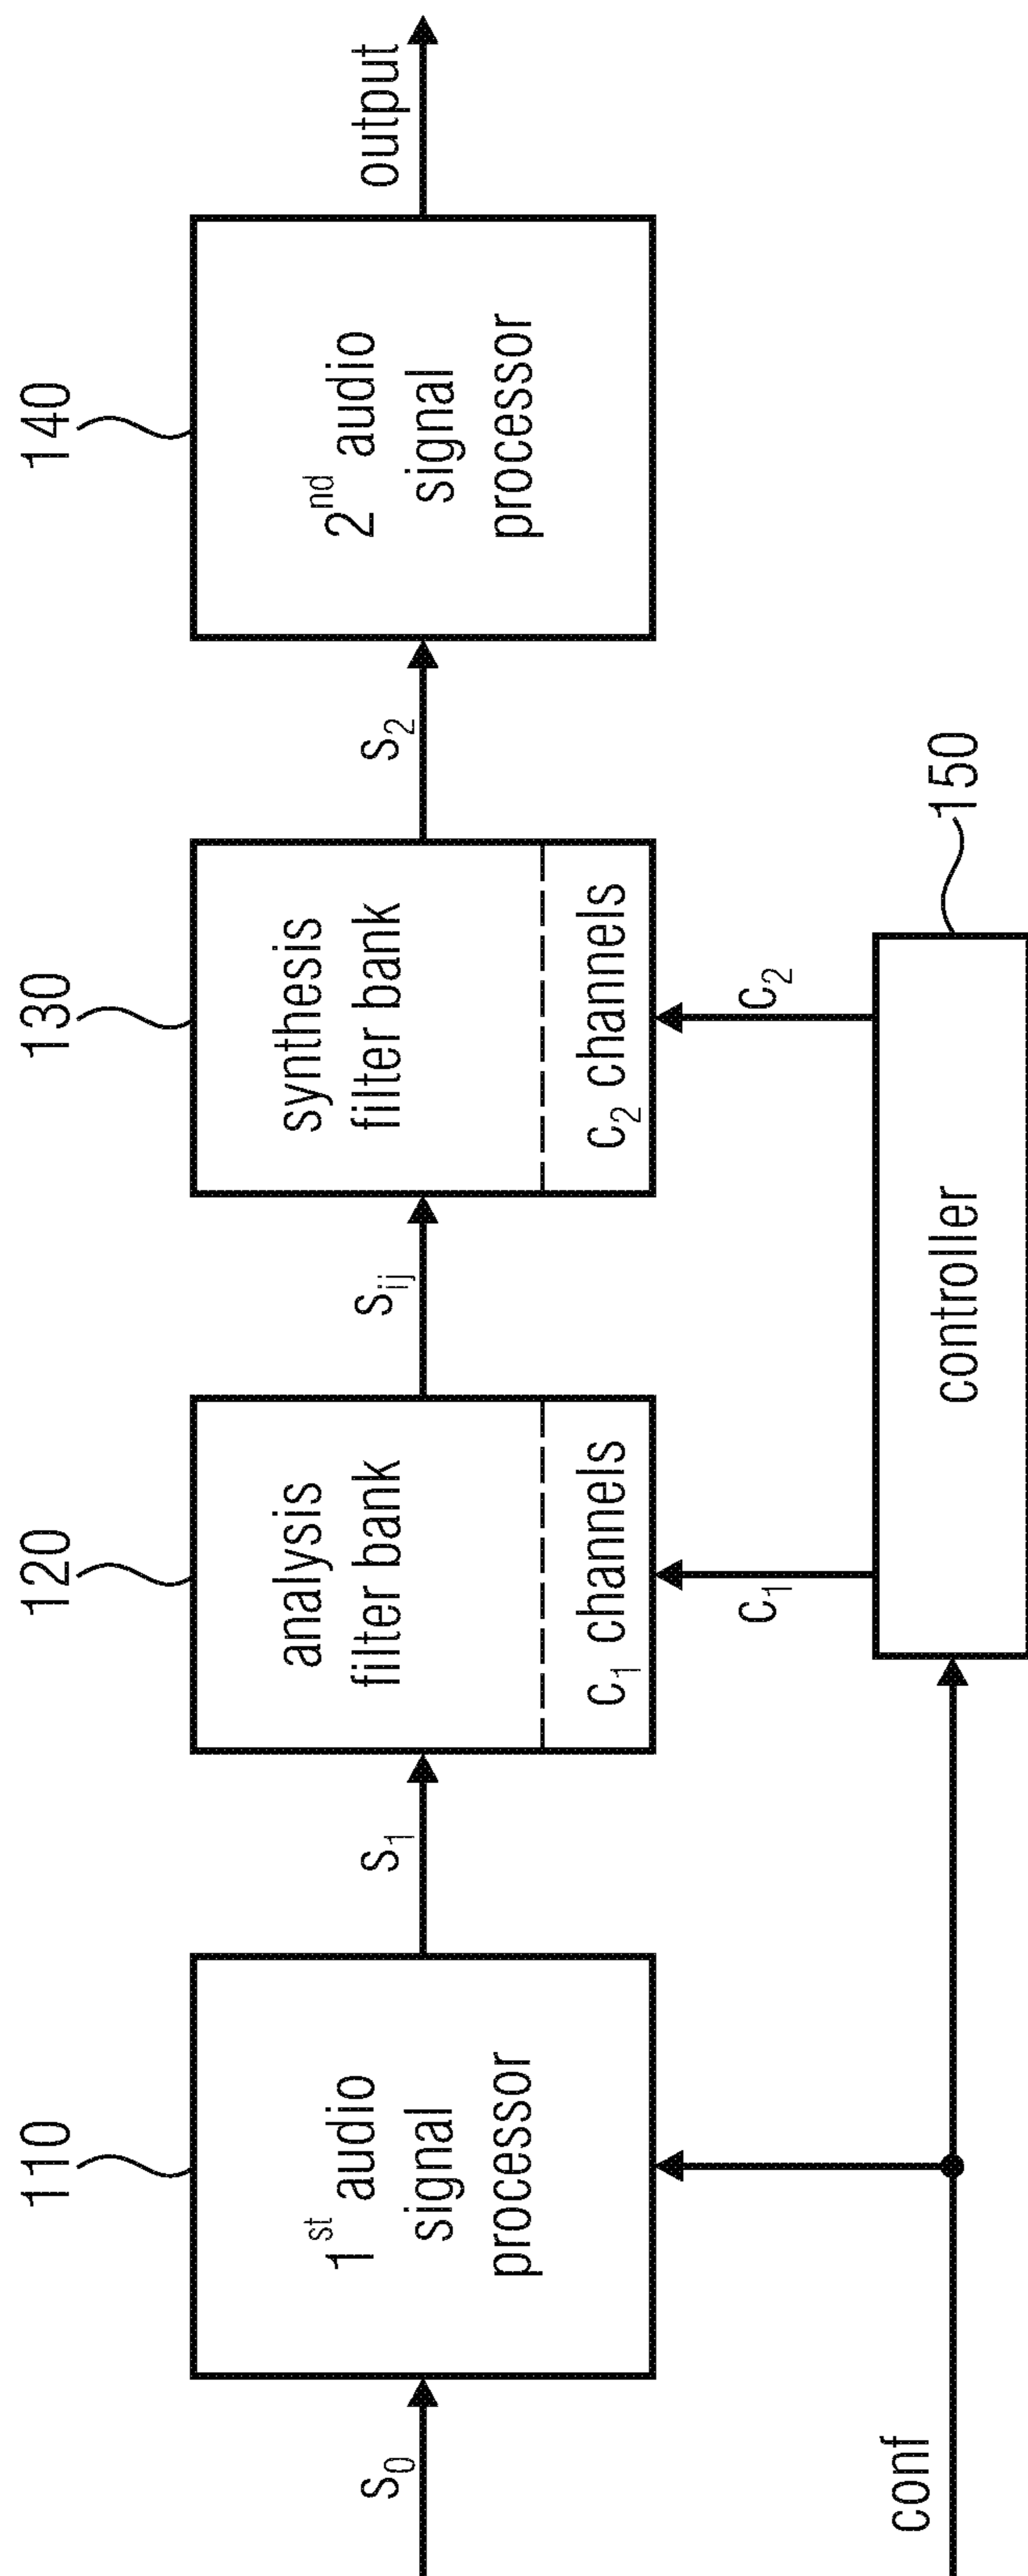 110
120
130
140
s₀
1ˢᵗ audio
signal
processor
s₁
analysis
filter bank
c₁ channels
sᵢⱼ
synthesis
filter bank
c₂ channels
s₂
2ⁿᵈ audio
signal
processor
output
c₁
c₂
150
conf
controller